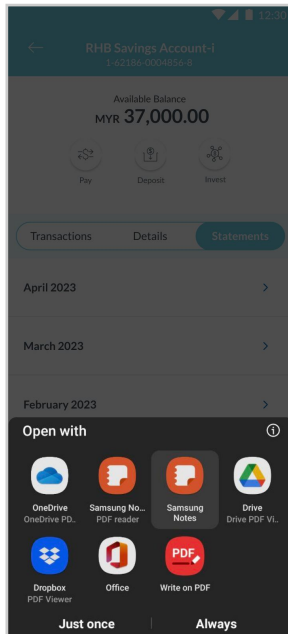 12:30
RHB Savings Account-i
1-62186-0004856-8
Available Balance
MYR 37,000.00
Pay Deposit Invest
Transactions Details Statements
April 2023
March 2023
February 2023
Open with
OneDrive Samsung No... Samsung Drive
OneDrive PD.. PDF reader Notes Drive PDF Vi..
PDF
Dropbox Office Write on PDF
PDF Viewer
Just once Always